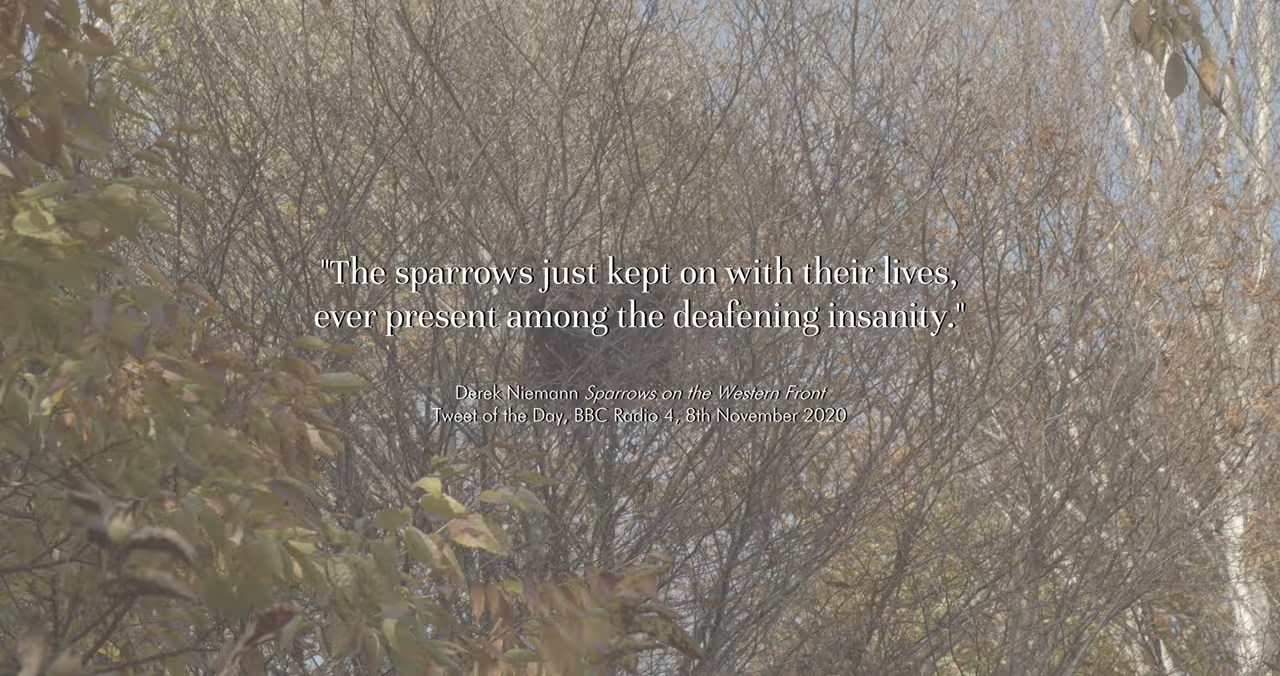 "The sparrows just kept on with their lives,
ever present among the deafening insanity."
Derek Niemann Sparrows on the Western Front
Tweet of the Day, BBC Radio 4, 8th November 2020